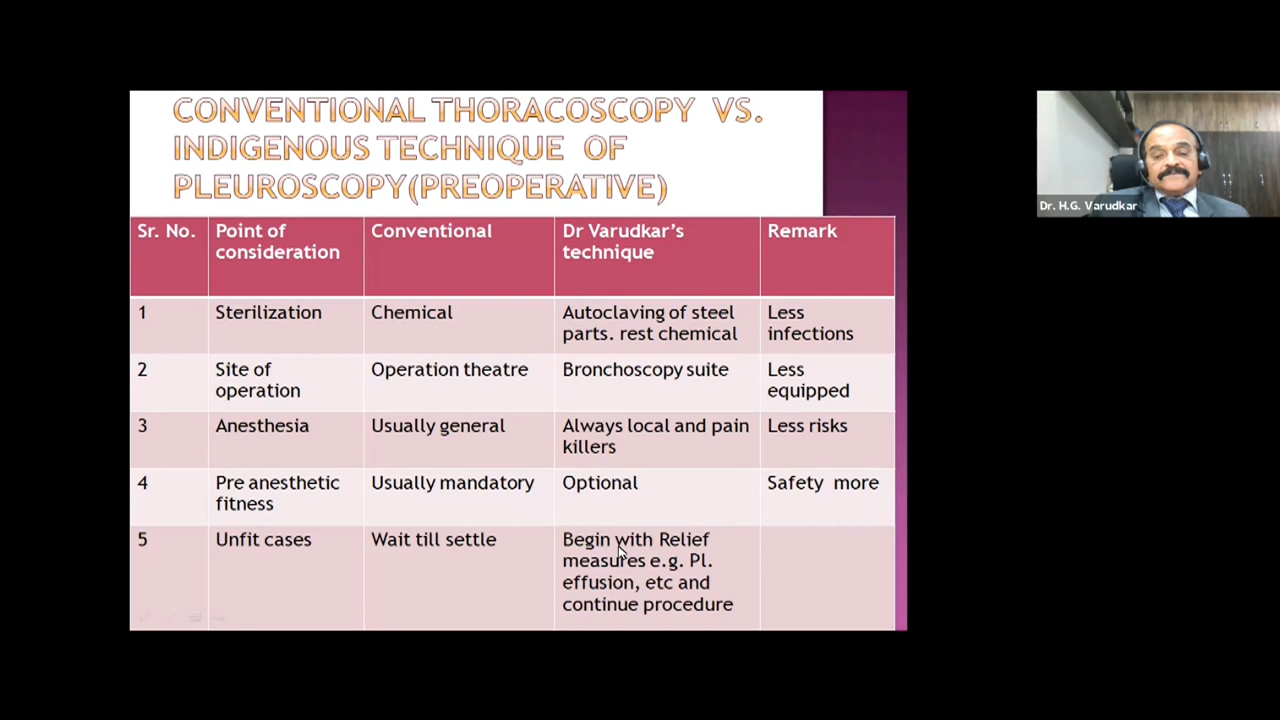 CONVENTIONAL THORACOSCOPY VS.
INDIGENOUS TECHNIQUE OF
PLEUROSCOPY(PREOPERATIVE)
Sr. No.
Point of
consideration
Conventional
Dr Varudkar's
technique
Remark
1
Sterilization
Chemical
Autoclaving of steel
parts. rest chemical
Less
infections
2
Site of
operation
Operation theatre
Bronchoscopy suite
Less
equipped
3
Anesthesia
Usually general
Always local and pain
killers
Less risks
4
Pre anesthetic
fitness
Usually mandatory
Optional
Safety more
5
Unfit cases
Wait till settle
Begin with Relief
measures e.g. Pl.
effusion, etc and
continue procedure
Dr. H.G. Varudkar